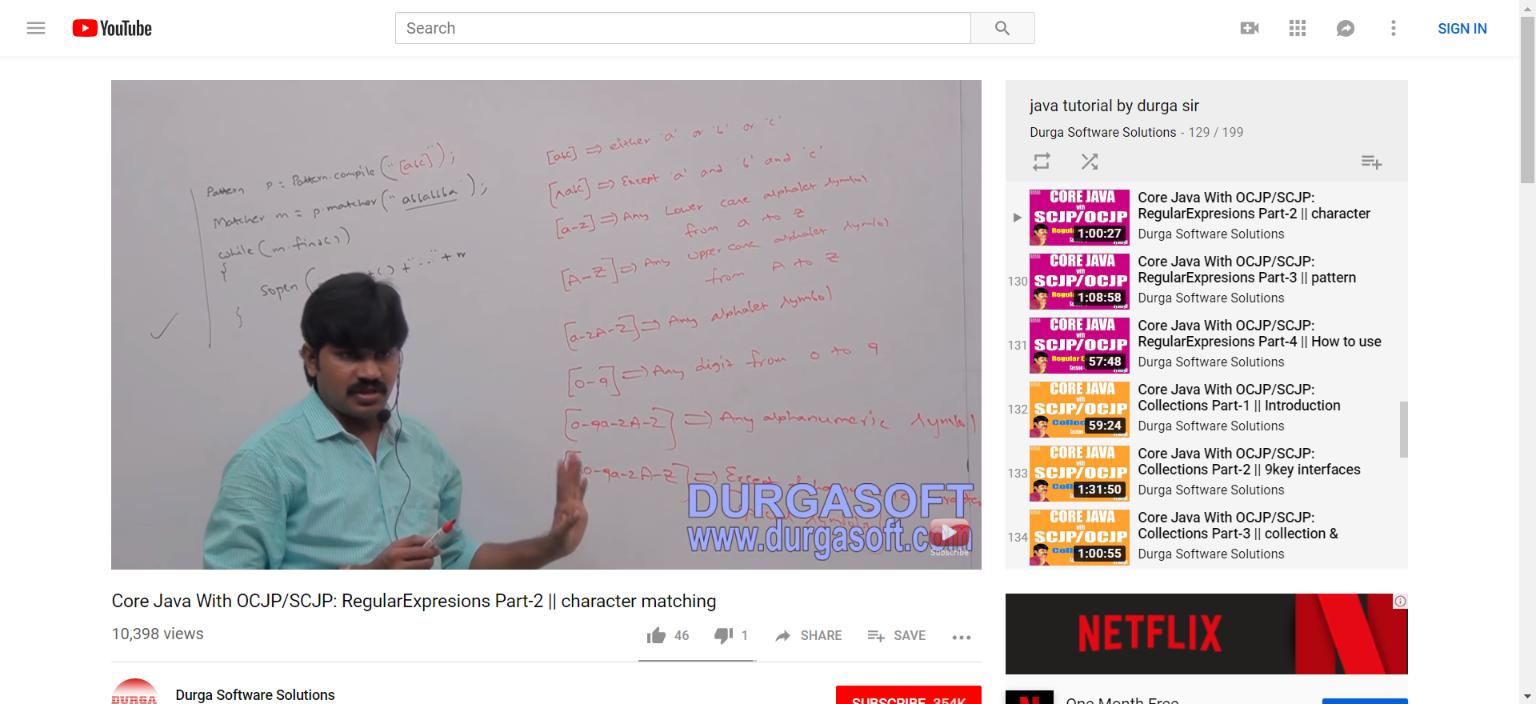 YouTube
Search
SIGN IN
Pattern p = Pattern.compile("[abc]");
Matcher m = p.matcher("
while(m.find())
{
sopln(
}
[abc] => either 'a' or 'b' or 'c'
[^abc] => Except 'a' and 'b' and 'c'
[a-z] => Any Lower case alphabet symbol
from a to z
[A-Z] => Any upper case alphabet symbol
from A to Z
[a-zA-Z] => Any alphabet symbol
[0-9] => Any digit from 0 to 9
[0-9a-zA-Z] => Any alphanumeric symbol
0-9a-zA-Z] => Except
DURGASOFT
www.durgasoft.com
Subscribe
java tutorial by durga sir
Durga Software Solutions - 129 / 199
CORE JAVA
with
SCJP/OCJP
1:00:27
Core Java With OCJP/SCJP:
RegularExpresions Part-2 || character
Durga Software Solutions
130
CORE JAVA
with
SCJP/OCJP
1:08:58
Core Java With OCJP/SCJP:
RegularExpresions Part-3 || pattern
Durga Software Solutions
131
CORE JAVA
with
SCJP/OCJP
57:48
Core Java With OCJP/SCJP:
RegularExpresions Part-4 || How to use
Durga Software Solutions
132
CORE JAVA
with
SCJP/OCJP
59:24
Core Java With OCJP/SCJP:
Collections Part-1 || Introduction
Durga Software Solutions
133
CORE JAVA
with
SCJP/OCJP
1:31:50
Core Java With OCJP/SCJP:
Collections Part-2 || 9key interfaces
Durga Software Solutions
134
CORE JAVA
with
SCJP/OCJP
1:00:55
Core Java With OCJP/SCJP:
Collections Part-3 || collection &
Durga Software Solutions
Core Java With OCJP/SCJP: RegularExpresions Part-2 || character matching
10,398 views
46
1
SHARE
SAVE
DURGA
Durga Software Solutions
SUBSCRIBE 354K
NETFLIX
One Month Free